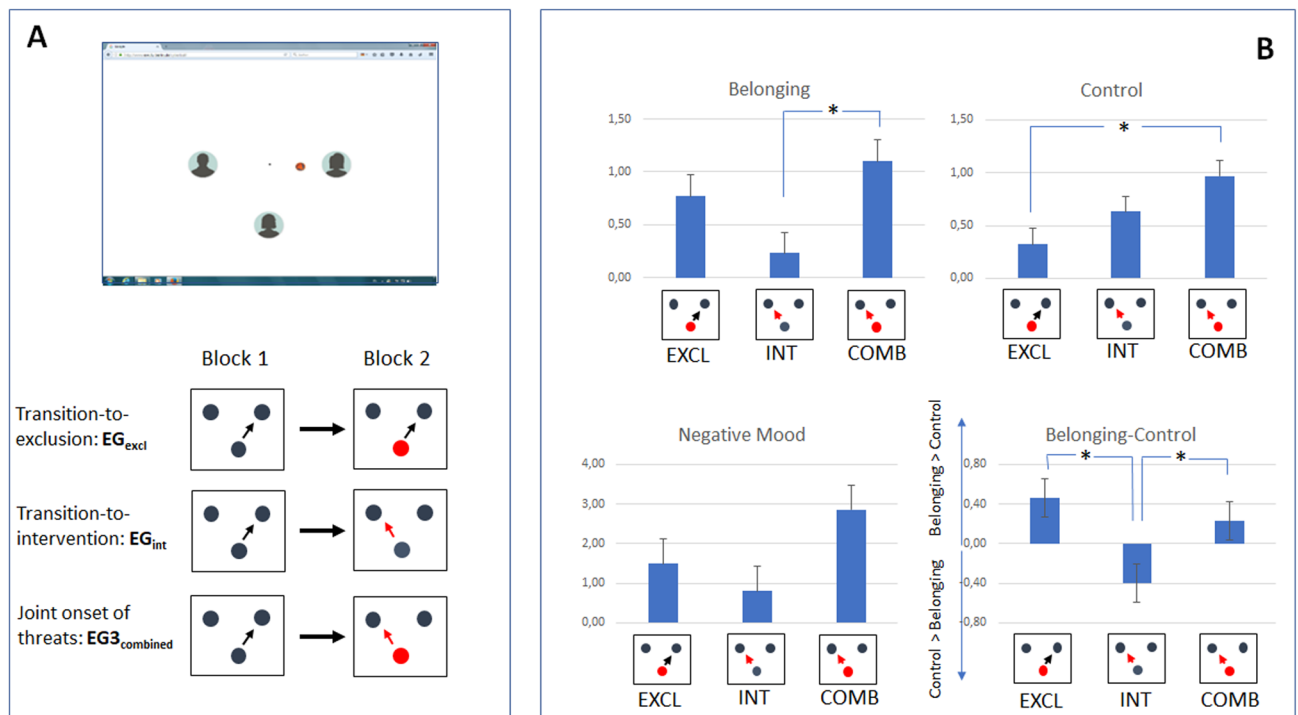 A
Block 1
Block 2
Transition-to-
exclusion: EGexcl
Transition-to-
intervention: EGint
Joint onset of
threats: EG3combined
B
Belonging
*
1,50
1,00
0,50
0,00
EXCL
INT
COMB
Control
*
1,50
1,00
0,50
0,00
EXCL
INT
COMB
Negative Mood
4,00
3,00
2,00
1,00
0,00
EXCL
INT
COMB
Belonging > Control
Control > Belonging
Belonging-Control
*
*
0,80
0,40
0,00
-0,40
-0,80
EXCL
INT
COMB